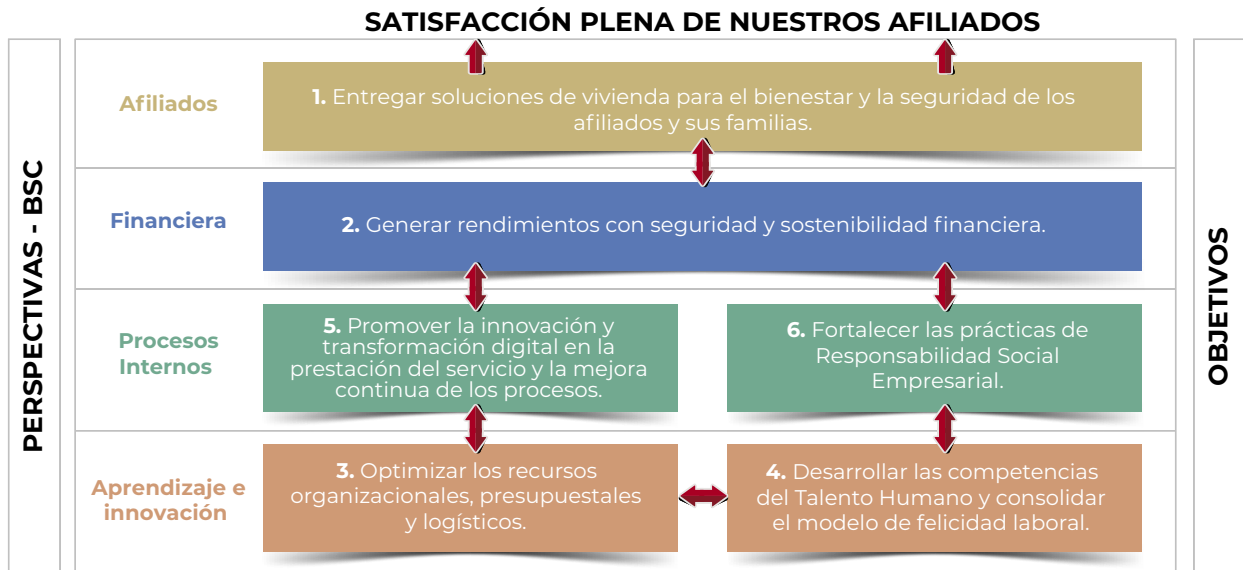 SATISFACCIÓN PLENA DE NUESTROS AFILIADOS
PERSPECTIVAS - BSC
OBJETIVOS
Afiliados
1. Entregar soluciones de vivienda para el bienestar y la seguridad de los
afiliados y sus familias.
Financiera
2. Generar rendimientos con seguridad y sostenibilidad financiera.
Procesos
Internos
5. Promover la innovación y
transformación digital en la
prestación del servicio y la mejora
continua de los procesos.
6. Fortalecer las prácticas de
Responsabilidad Social
Empresarial.
Aprendizaje e
innovación
3. Optimizar los recursos
organizacionales, presupuestales
y logísticos.
4. Desarrollar las competencias
del Talento Humano y consolidar
el modelo de felicidad laboral.